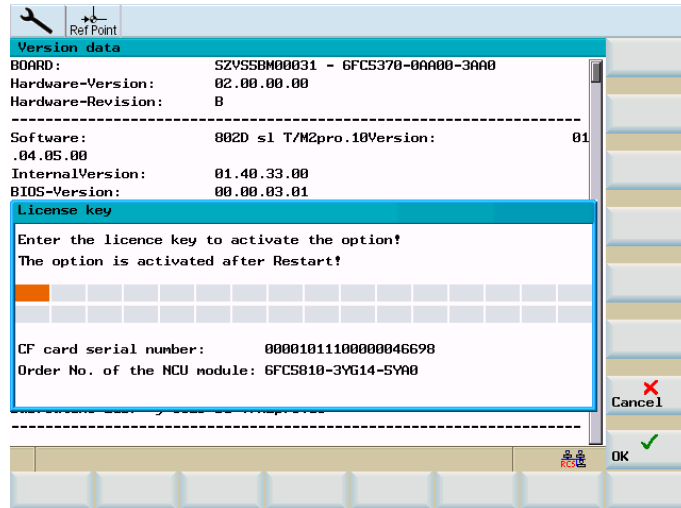 Ref Point
Version data
BOARD: SZVS5BM00031 - 6FC5370-0AA00-3AA0
Hardware-Version: 02.00.00.00
Hardware-Revision: B
--------------------------------------------------------------
Software: 802D sl T/M2pro.10Version: 01
.04.05.00
InternalVersion: 01.40.33.00
BIOS-Version: 00.00.03.01
License key
Enter the licence key to activate the option!
The option is activated after Restart!
CF card serial number: 00001011100000046698
Order No. of the NCU module: 6FC5810-3YG14-5YA0
Cancel
--------------------------------------------------------------
RCS
OK